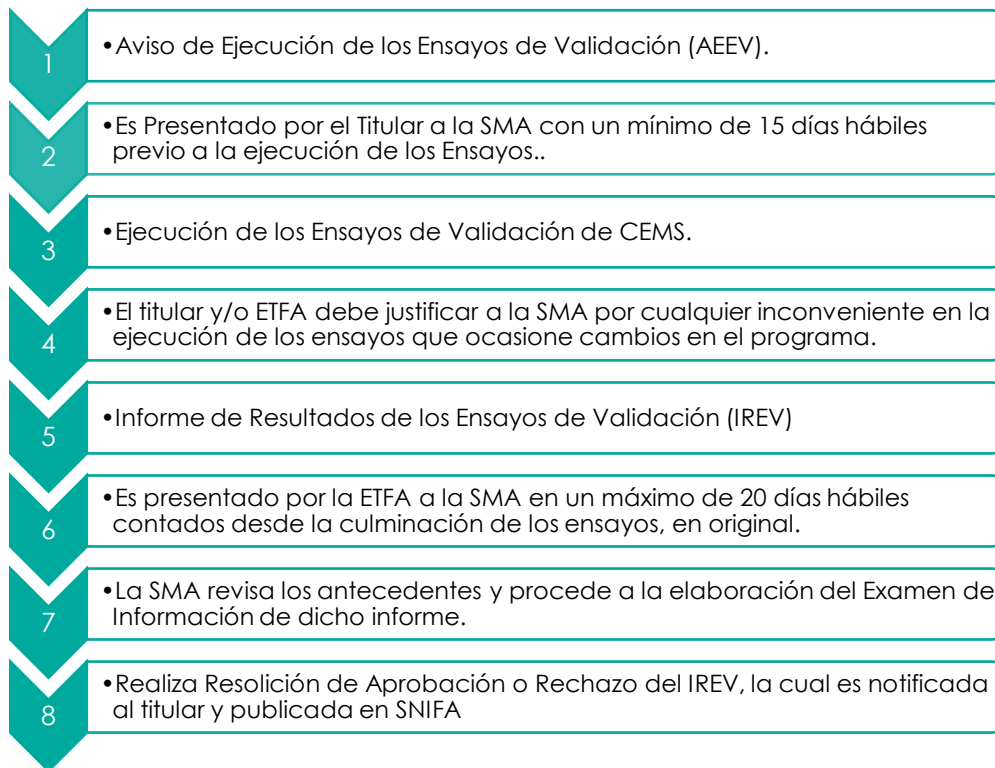 1
•Aviso de Ejecución de los Ensayos de Validación (AEEV).
2
•Es Presentado por el Titular a la SMA con un mínimo de 15 días hábiles
previo a la ejecución de los Ensayos..
3
•Ejecución de los Ensayos de Validación de CEMS.
4
•El titular y/o ETFA debe justificar a la SMA por cualquier inconveniente en la
ejecución de los ensayos que ocasione cambios en el programa.
5
•Informe de Resultados de los Ensayos de Validación (IREV)
6
•Es presentado por la ETFA a la SMA en un máximo de 20 días hábiles
contados desde la culminación de los ensayos, en original.
7
•La SMA revisa los antecedentes y procede a la elaboración del Examen de
Información de dicho informe.
8
•Realiza Resolición de Aprobación o Rechazo del IREV, la cual es notificada
al titular y publicada en SNIFA